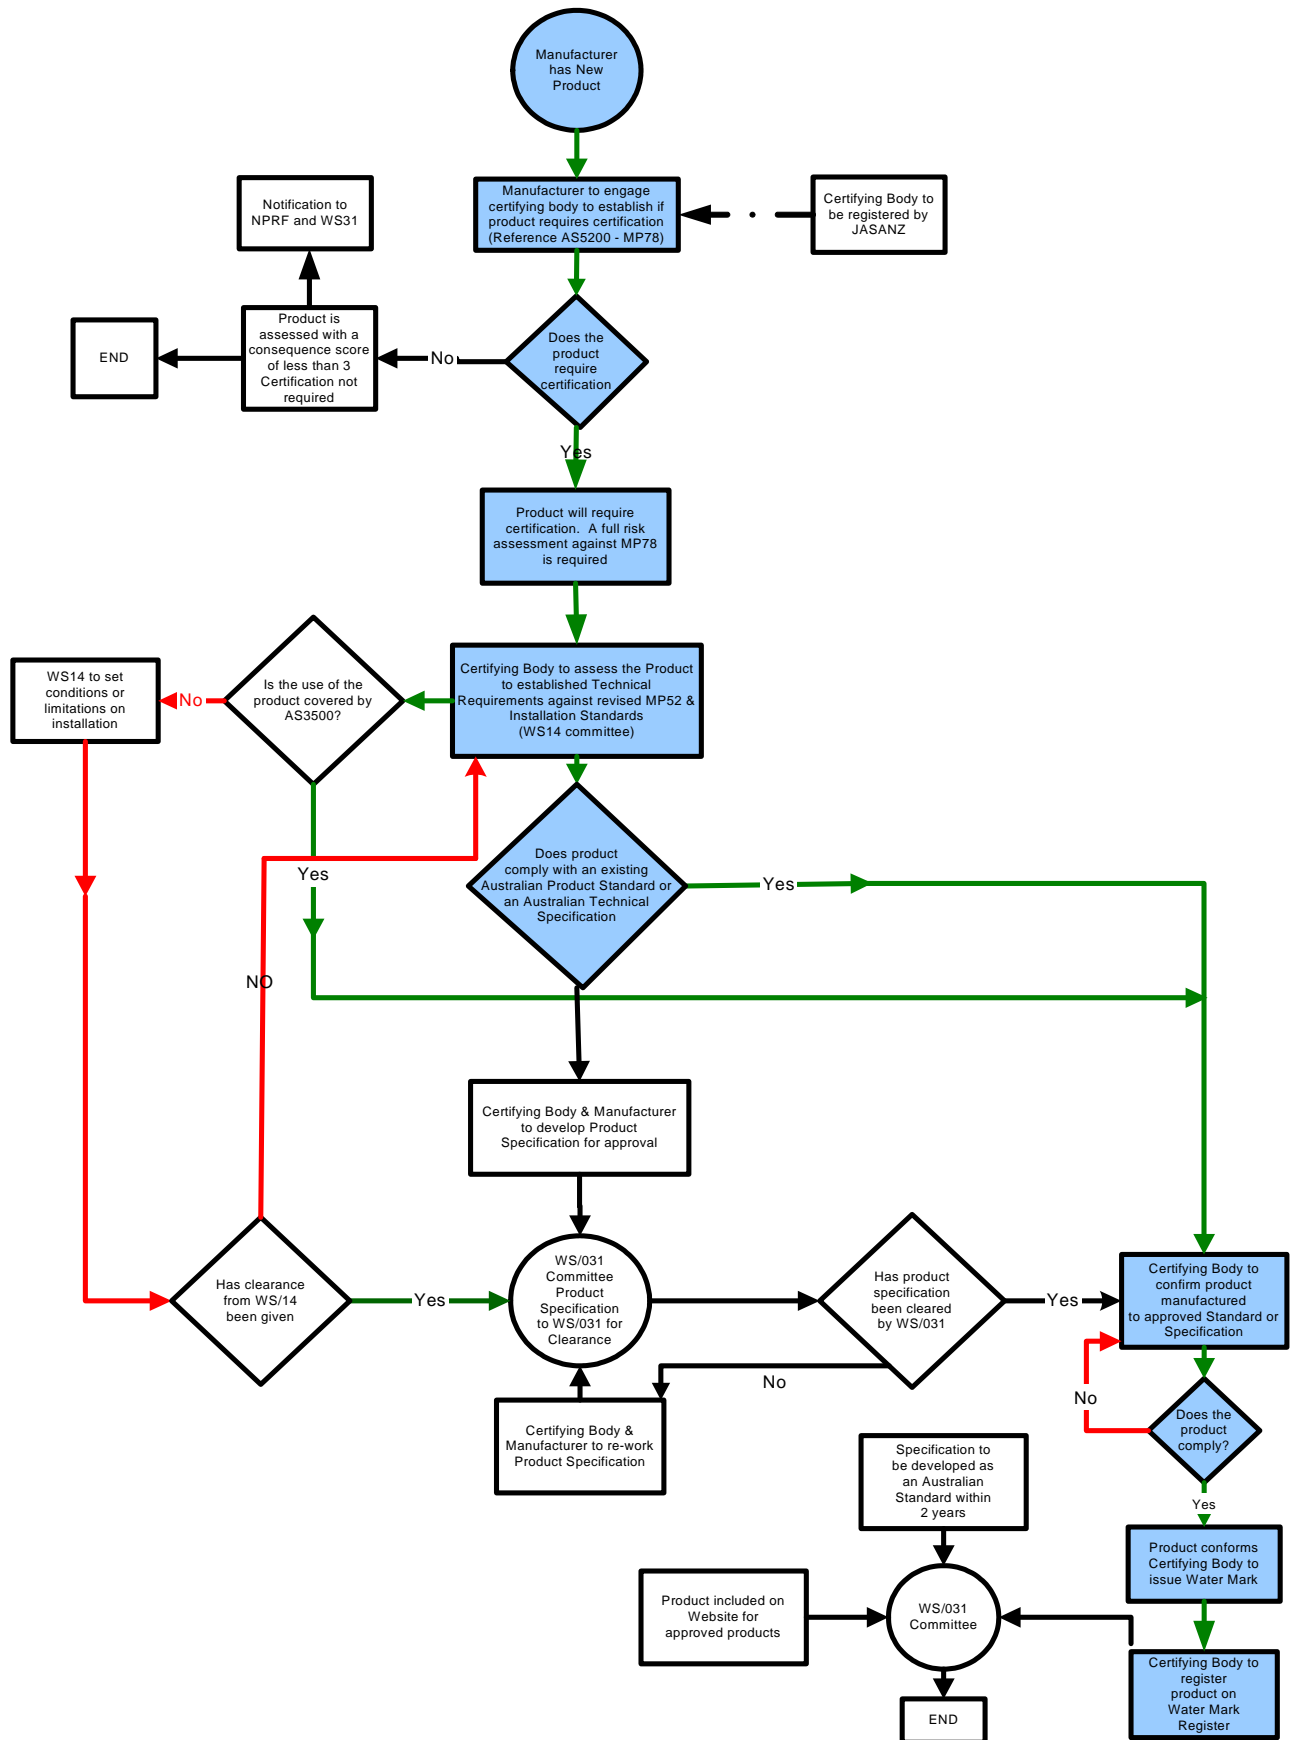 Manufacturer
has New
Product
Manufacturer to engage
certifying body to establish if
product requires certification
(Reference AS5200 - MP78)
Certifying Body to
be registered by
JASANZ
Notification to
NPRF and WS31
Does the
product
require
certification
No
Product is
assessed with a
consequence score
of less than 3
Certification not
required
END
Yes
Product will require
certification. A full risk
assessment against MP78
is required
Certifying Body to assess the Product
to established Technical
Requirements against revised MP52 &
Installation Standards
(WS14 committee)
Is the use of the
product covered by
AS3500?
No
WS14 to set
conditions or
limitations on
installation
Yes
Does product
comply with an existing
Australian Product Standard or
an Australian Technical
Specification
Yes
NO
Certifying Body & Manufacturer
to develop Product
Specification for approval
Has clearance
from WS/14
been given
Yes
WS/031
Committee
Product
Specification
to WS/031 for
Clearance
Has product
specification
been cleared
by WS/031
Yes
Certifying Body to
confirm product
manufactured
to approved Standard or
Specification
No
Certifying Body &
Manufacturer to re-work
Product Specification
No
Does the
product
comply?
Specification to
be developed as
an Australian
Standard within
2 years
Yes
Product conforms
Certifying Body to
issue Water Mark
Product included on
Website for
approved products
WS/031
Committee
Certifying Body to
register
product on
Water Mark
Register
END